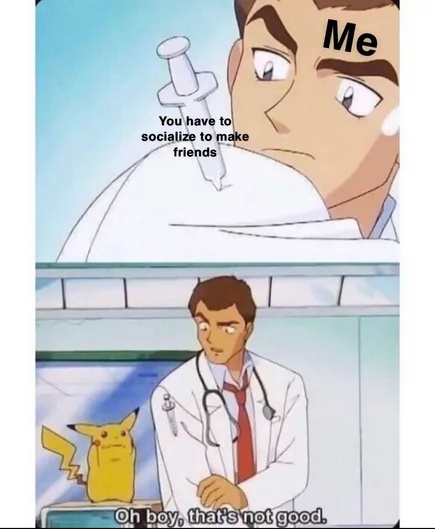 Me
You have to
socialize to make
friends
Oh boy, that's not good.